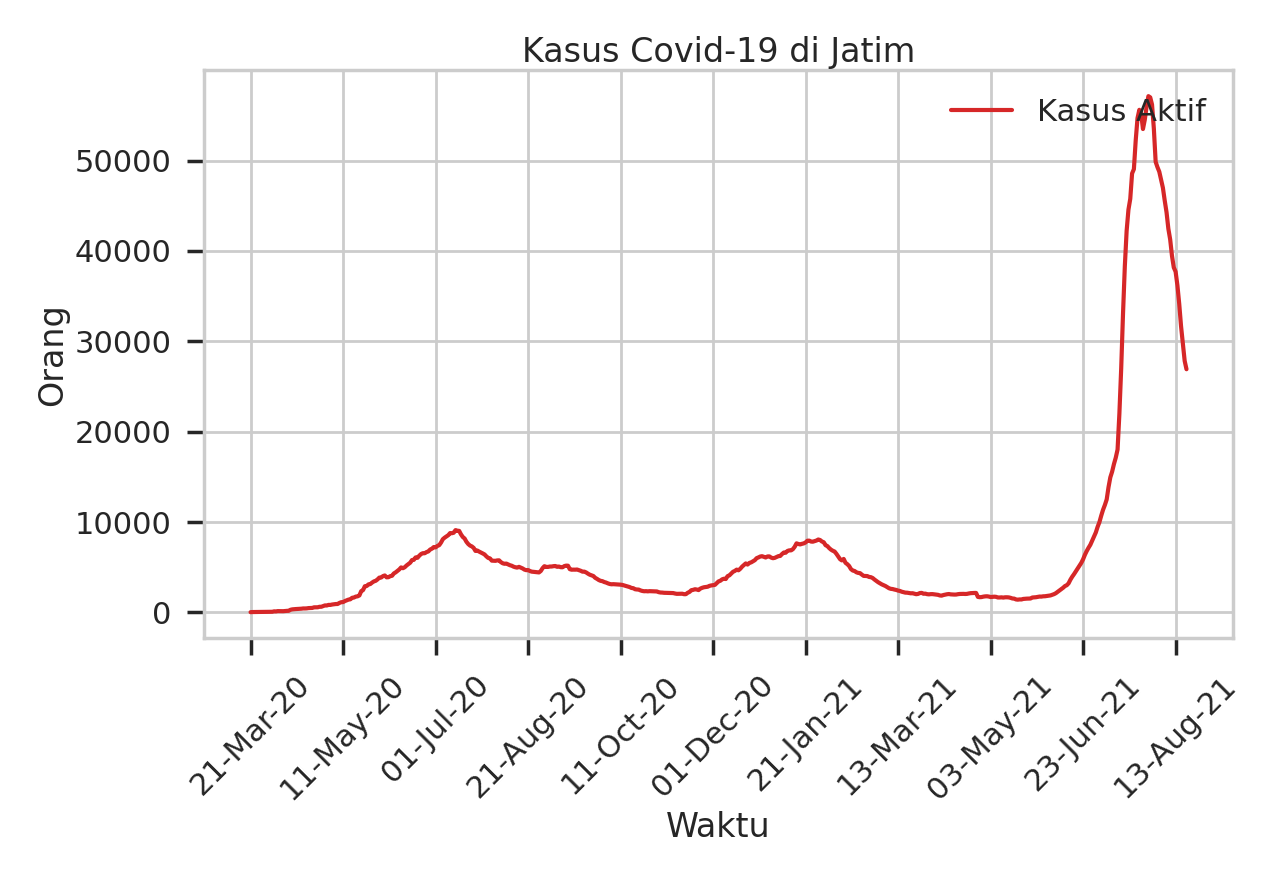 Kasus Covid-19 di Jatim
Kasus Aktif
Orang
50000
40000
30000
20000
10000
0
21-Mar-20
11-May-20
01-Jul-20
21-Aug-20
11-Oct-20
01-Dec-20
21-Jan-21
13-Mar-21
03-May-21
23-Jun-21
13-Aug-21
Waktu